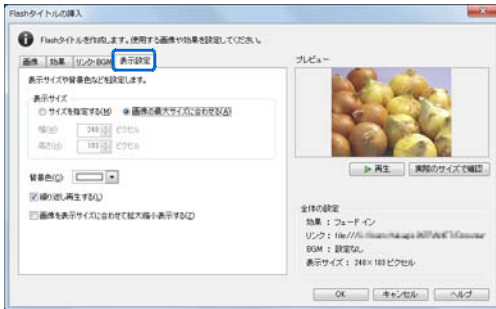 Flashタイトルの挿入
Flashタイトルを作成します。使用する画像や効果を設定してください。
画像 効果 リンク・BGM 表示設定
表示サイズや背景色などを設定します。
表示サイズ
サイズを指定する(M) 画像の最大サイズに合わせる(A)
幅(W) 240 ピクセル
高さ(H) 183 ピクセル
背景色(C)
繰り返し再生する(L)
画像を表示サイズに合わせて拡大縮小表示する(Z)
プレビュー
再生 実際のサイズで確認
全体の設定
効果 : フェード イン
リンク : file:///
BGM : 設定なし
表示サイズ : 240×183 ピクセル
OK キャンセル ヘルプ